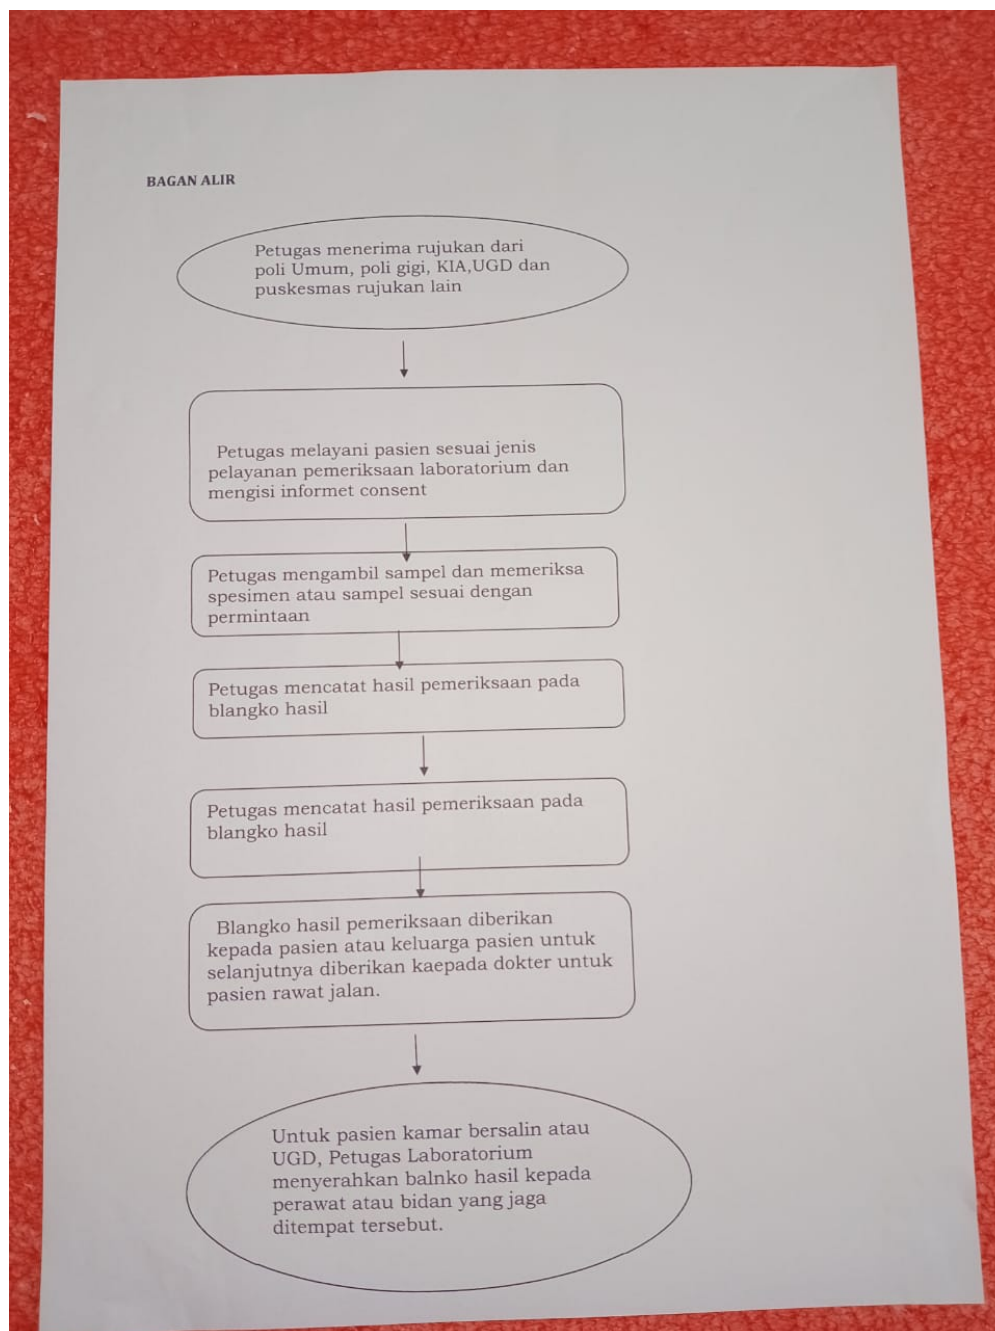 BAGAN ALIR
Petugas menerima rujukan dari
poli Umum, poli gigi, KIA,UGD dan
puskesmas rujukan lain
Petugas melayani pasien sesuai jenis
pelayanan pemeriksaan laboratorium dan
mengisi informet consent
Petugas mengambil sampel dan memeriksa
spesimen atau sampel sesuai dengan
permintaan
Petugas mencatat hasil pemeriksaan pada
blangko hasil
Petugas mencatat hasil pemeriksaan pada
blangko hasil
Blangko hasil pemeriksaan diberikan
kepada pasien atau keluarga pasien untuk
selanjutnya diberikan kaepada dokter untuk
pasien rawat jalan.
Untuk pasien kamar bersalin atau
UGD, Petugas Laboratorium
menyerahkan balnko hasil kepada
perawat atau bidan yang jaga
ditempat tersebut.